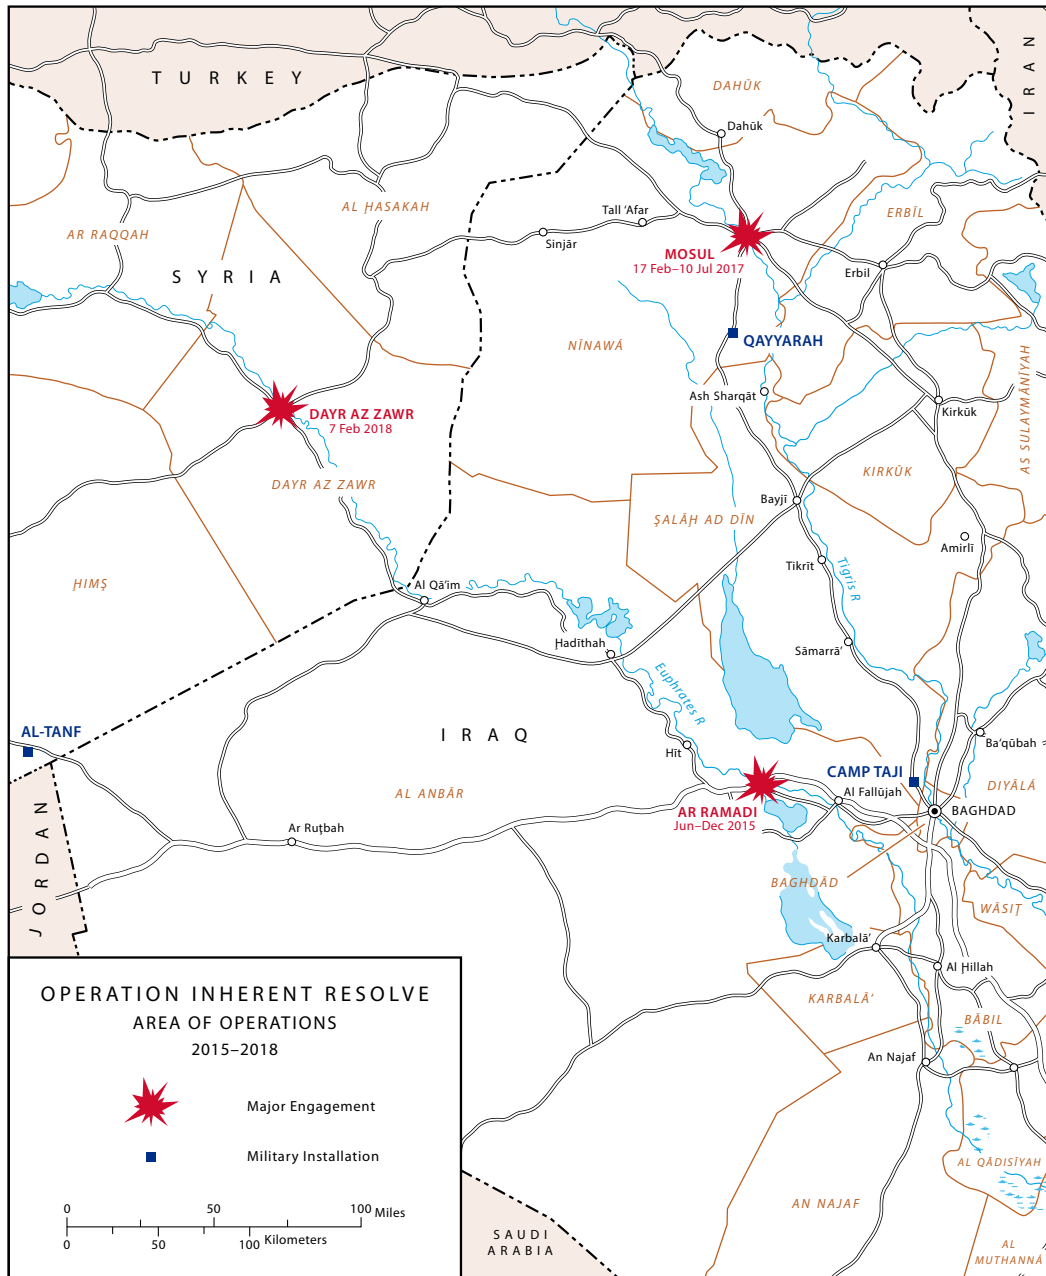 TURKEY
IRAN
DAHŪK
Dahūk
AL ḤASAKAH
AR RAQQAH
ERBĪL
Tall ‘Afar
Sinjār
MOSUL
17 Feb–10 Jul 2017
Erbil
SYRIA
NĪNAWÁ
QAYYARAH
AS SULAYMĀNĪYAH
Ash Sharqāt
Kirkūk
DAYR AZ ZAWR
7 Feb 2018
DAYR AZ ZAWR
KIRKŪK
Bayjī
ṢALĀḤ AD DĪN
Amirlī
Tikrīt
Tigris R
ḤIMṢ
Al Qā’im
Ḥadīthah
Sāmarrā’
Euphrates R
AL-TANF
IRAQ
Hīt
Ba‘qūbah
CAMP TAJI
DIYĀLÁ
AL ANBĀR
Al Fallūjah
AR RAMADI
Jun–Dec 2015
BAGHDAD
Ar Ruṭbah
JORDAN
BAGHDĀD
WĀSIṬ
Karbalā’
Al Ḥillah
KARBALĀ’
BĀBIL
An Najaf
AL QĀDISĪYAH
AN NAJAF
SAUDI
ARABIA
AL
MUTHANNÁ
OPERATION INHERENT RESOLVE
AREA OF OPERATIONS
2015–2018
Major Engagement
Military Installation
0 50 100 Miles
0 50 100 Kilometers